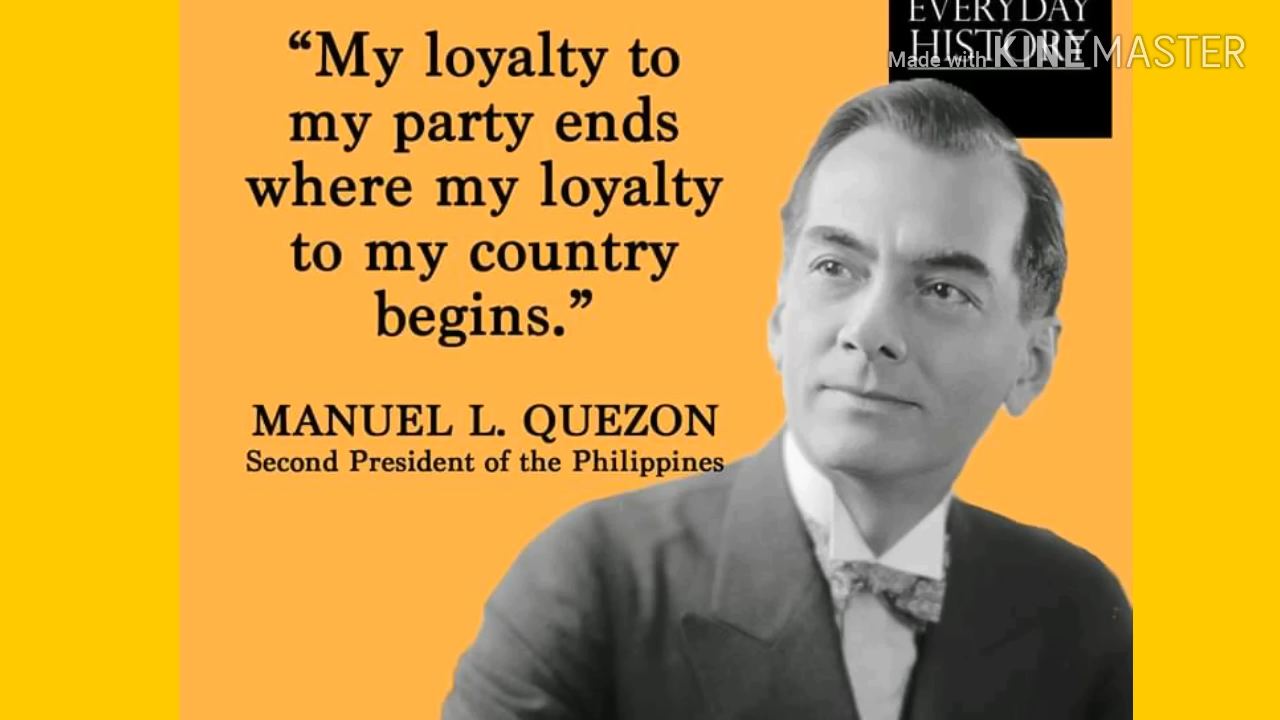 “My loyalty to
my party ends
where my loyalty
to my country
begins.”
MANUEL L. QUEZON
Second President of the Philippines
EVERYDAY
HISTORY
Made with KINEMASTER